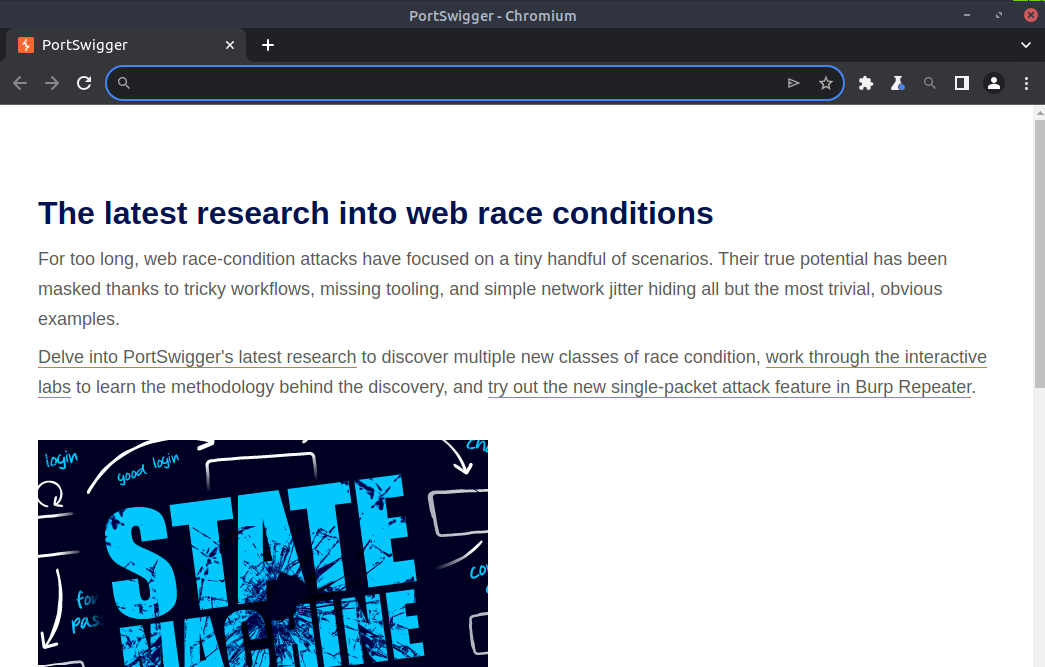 PortSwigger - Chromium
PortSwigger
The latest research into web race conditions
For too long, web race-condition attacks have focused on a tiny handful of scenarios. Their true potential has been
masked thanks to tricky workflows, missing tooling, and simple network jitter hiding all but the most trivial, obvious
examples.
Delve into PortSwigger's latest research to discover multiple new classes of race condition, work through the interactive
labs to learn the methodology behind the discovery, and try out the new single-packet attack feature in Burp Repeater.
login
good login
STATE
MACHINE